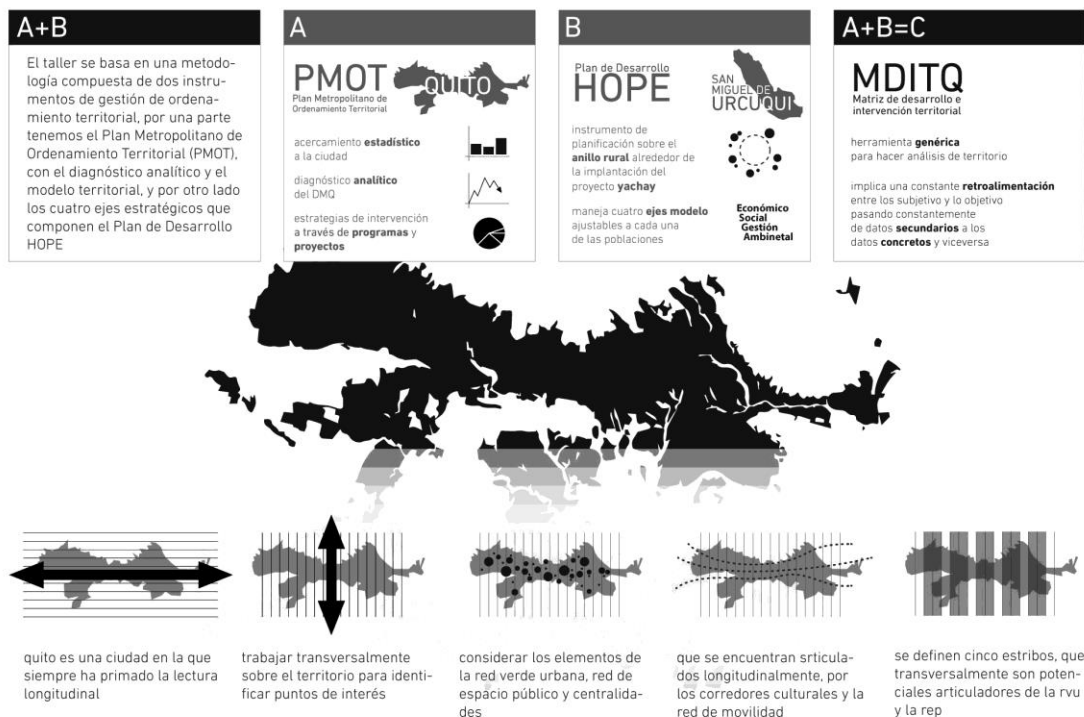 A+B
El taller se basa en una metodo-
logía compuesta de dos instru-
mentos de gestión de ordena-
miento territorial, por una parte
tenemos el Plan Metropolitano de
Ordenamiento Territorial (PMOT),
con el diagnóstico analítico y el
modelo territorial, y por otro lado
los cuatro ejes estratégicos que
componen el Plan de Desarrollo
HOPE
A
PMOT
Plan Metropolitano de
Ordenamiento Territorial
QUITO
acercamiento estadístico
a la ciudad
diagnóstico analítico
del DMQ
estrategias de intervención
a través de programas y
proyectos
B
Plan de Desarrollo
HOPE
SAN
MIGUEL DE
URCUQUI
instrumento de
planificación sobre el
anillo rural alrededor de
la implantación del
proyecto yachay
maneja cuatro ejes modelo
ajustables a cada una
de las poblaciones
Económico
Social
Gestión
Ambinetal
A+B=C
MDITQ
Matriz de desarrollo e
intervención territorial
herramienta genérica
para hacer análisis de territorio
implica una constante retroalimentación
entre los subjetivo y lo objetivo
pasando constantemente
de datos secundarios a los
datos concretos y viceversa
quito es una ciudad en la que
siempre ha primado la lectura
longitudinal
trabajar transversalmente
sobre el territorio para identi-
ficar puntos de interés
considerar los elementos de
la red verde urbana, red de
espacio público y centralida-
des
que se encuentran srticula-
dos longitudinalmente, por
los corredores culturales y la
red de movilidad
se definen cinco estribos, que
transversalmente son poten-
ciales articuladores de la rvu
y la rep